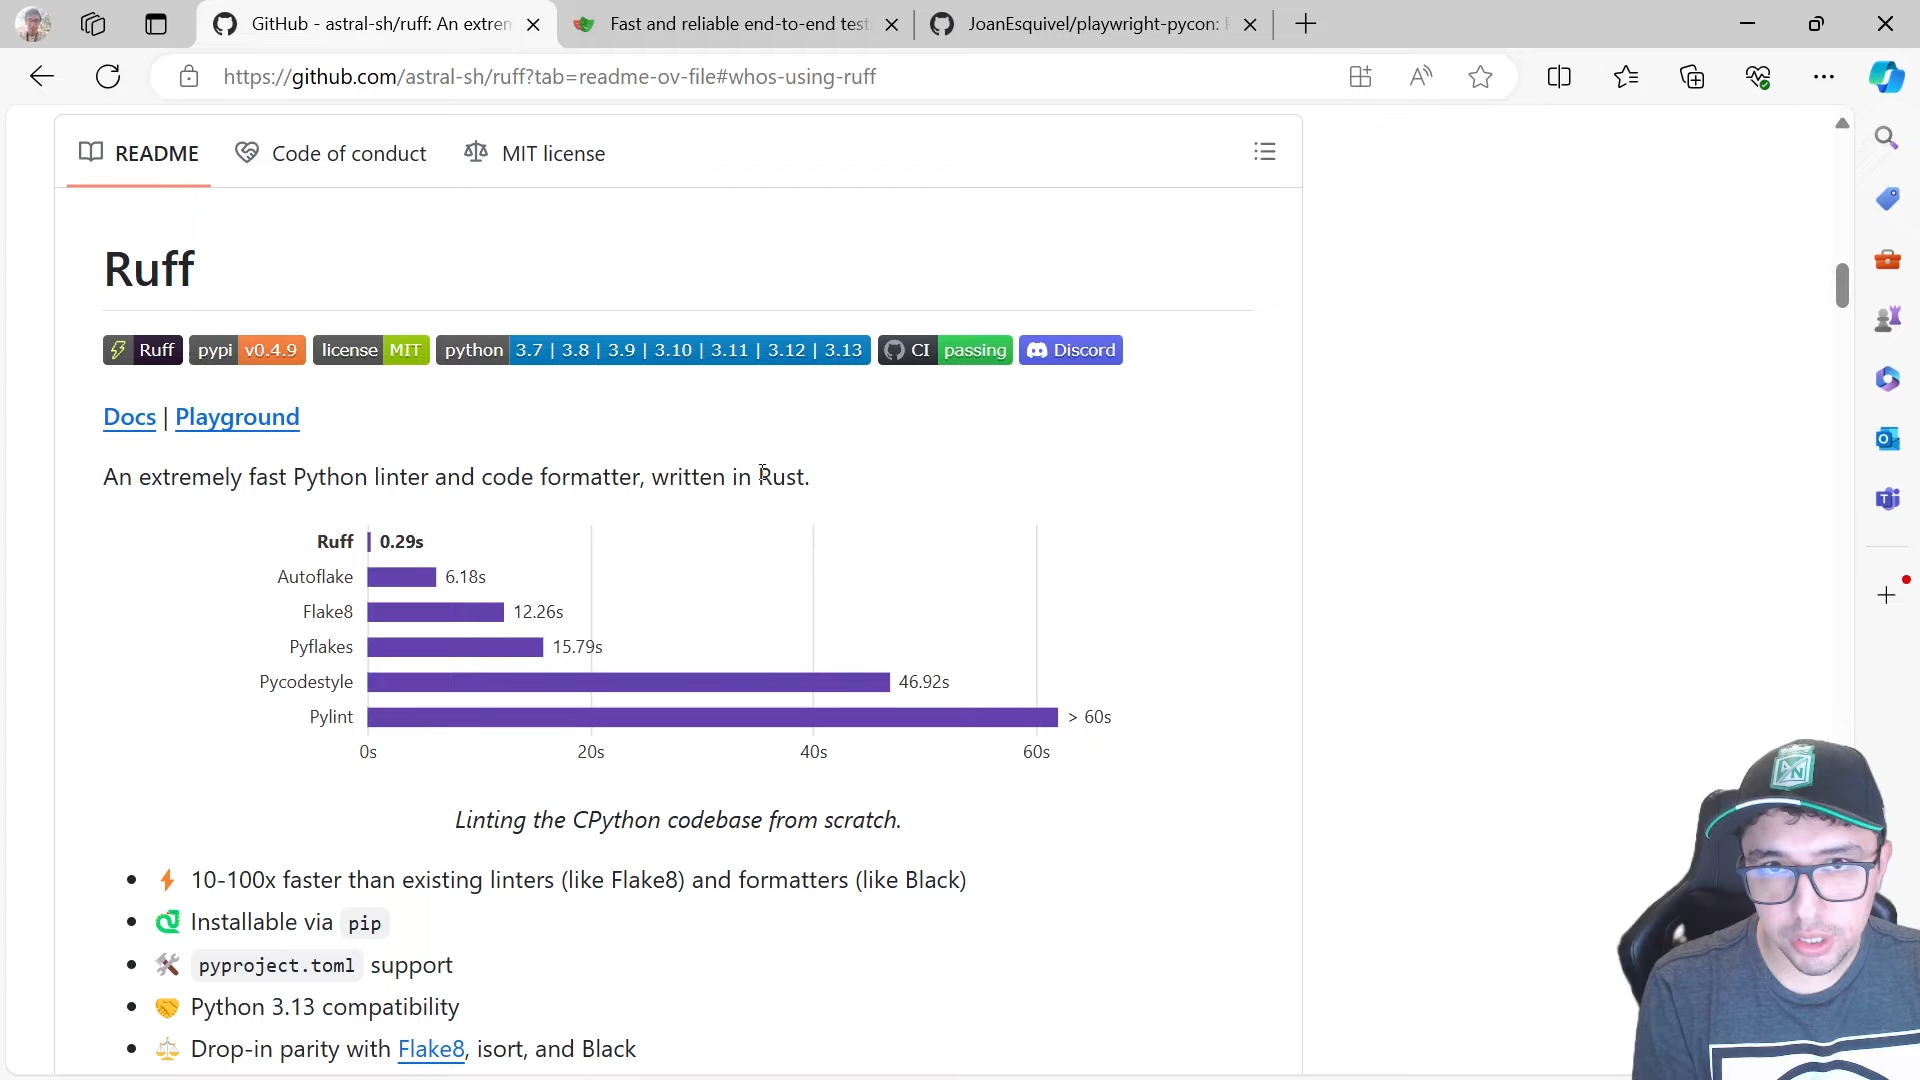 GitHub - astral-sh/ruff: An extrem
Fast and reliable end-to-end test
JoanEsquivel/playwright-pycon:
https://github.com/astral-sh/ruff?tab=readme-ov-file#whos-using-ruff
README
Code of conduct
MIT license
Ruff
Ruff
pypi v0.4.9
license MIT
python 3.7 | 3.8 | 3.9 | 3.10 | 3.11 | 3.12 | 3.13
CI passing
Discord
Docs | Playground
An extremely fast Python linter and code formatter, written in Rust.
Ruff 0.29s
Autoflake 6.18s
Flake8 12.26s
Pyflakes 15.79s
Pycodestyle 46.92s
Pylint > 60s
0s 20s 40s 60s
Linting the CPython codebase from scratch.
10-100x faster than existing linters (like Flake8) and formatters (like Black)
Installable via pip
pyproject.toml support
Python 3.13 compatibility
Drop-in parity with Flake8, isort, and Black